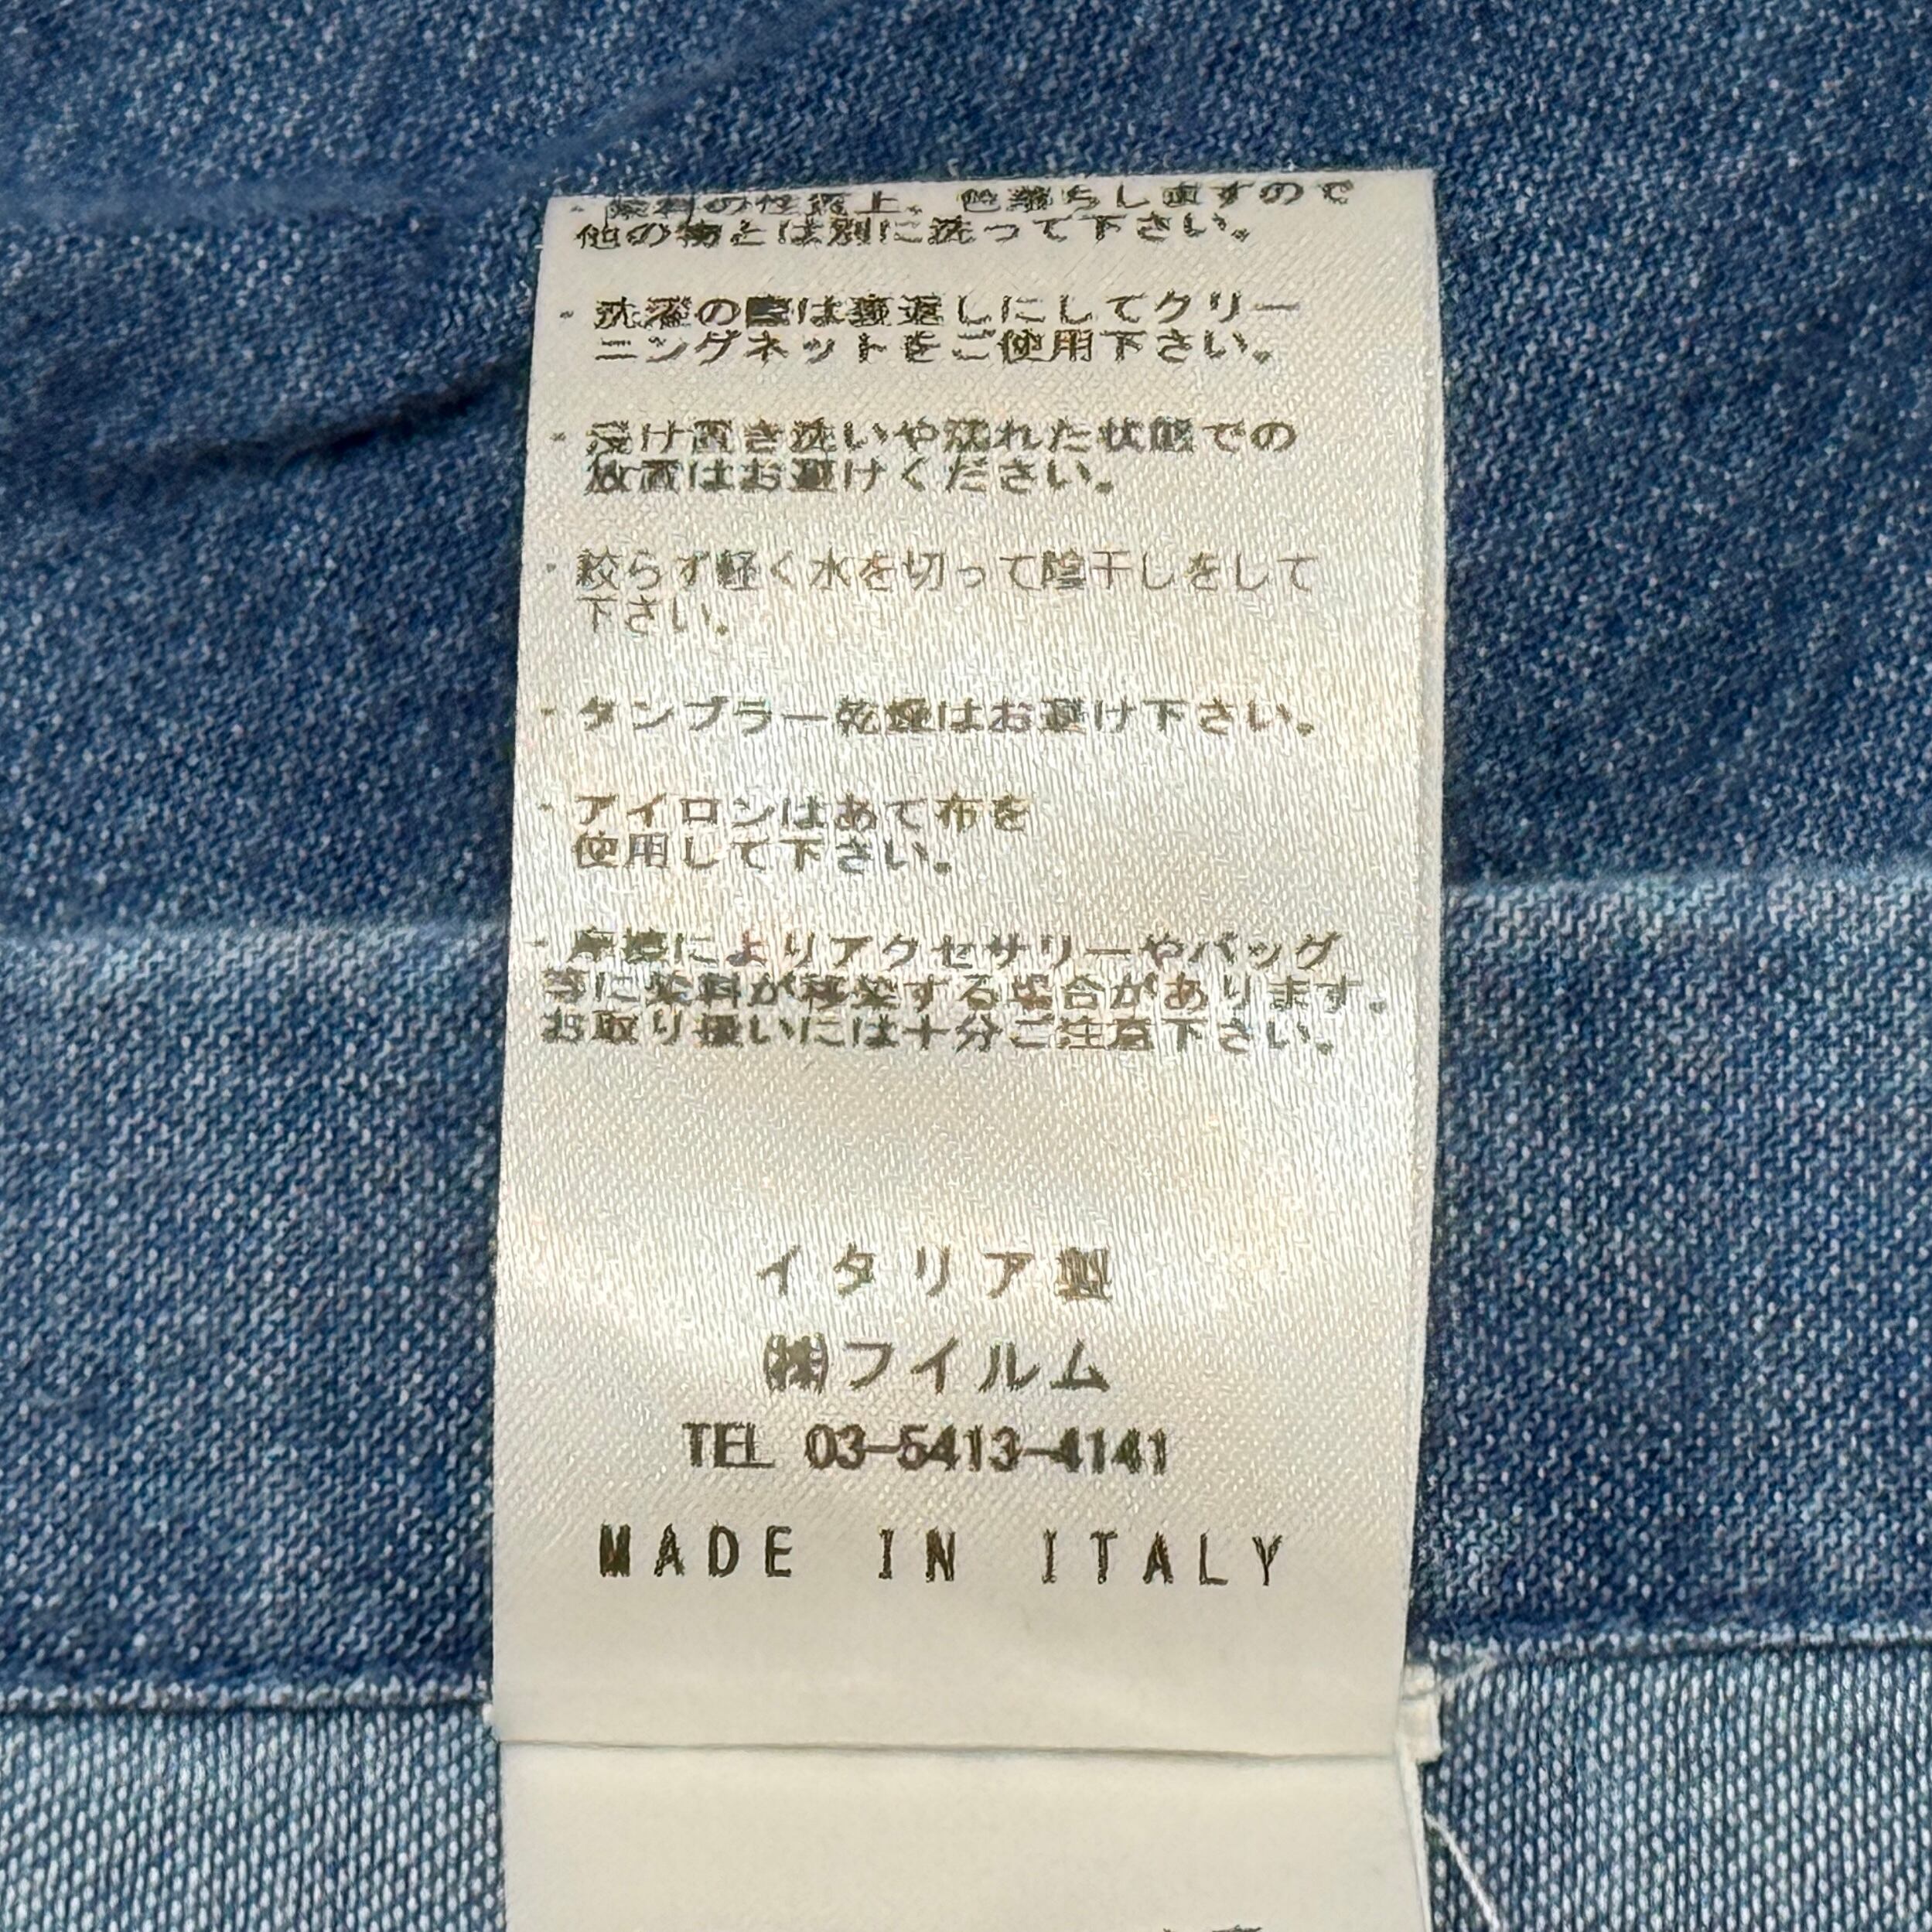 ・染料の性質上、色落ちしますので
他の物とは別に洗って下さい。
・洗濯の際は裏返しにしてクリー
ニングネットをご使用下さい。
・浸け置き洗いや濡れた状態での
放置はお避けください。
・絞らず軽く水を切って陰干しをして
下さい。
・タンブラー乾燥はお避け下さい。
・アイロンはあて布を
使用して下さい。
・摩擦によりアクセサリーやバッグ
等に染料が移染する場合があります。
お取り扱いには十分ご注意下さい。
イタリア製
㈱フイルム
TEL 03-5413-4141
MADE IN ITALY